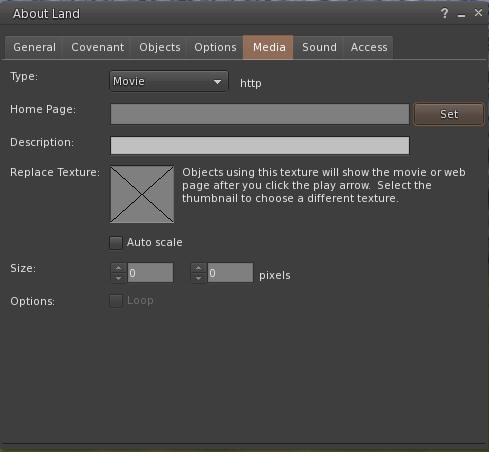 About Land ?
General Covenant Objects Options Media Sound Access
Type: Movie http
Home Page: Set
Description:
Replace Texture: Objects using this texture will show the movie or web
page after you click the play arrow. Select the
thumbnail to choose a different texture.
Auto scale
Size: 0 0 pixels
Options: Loop